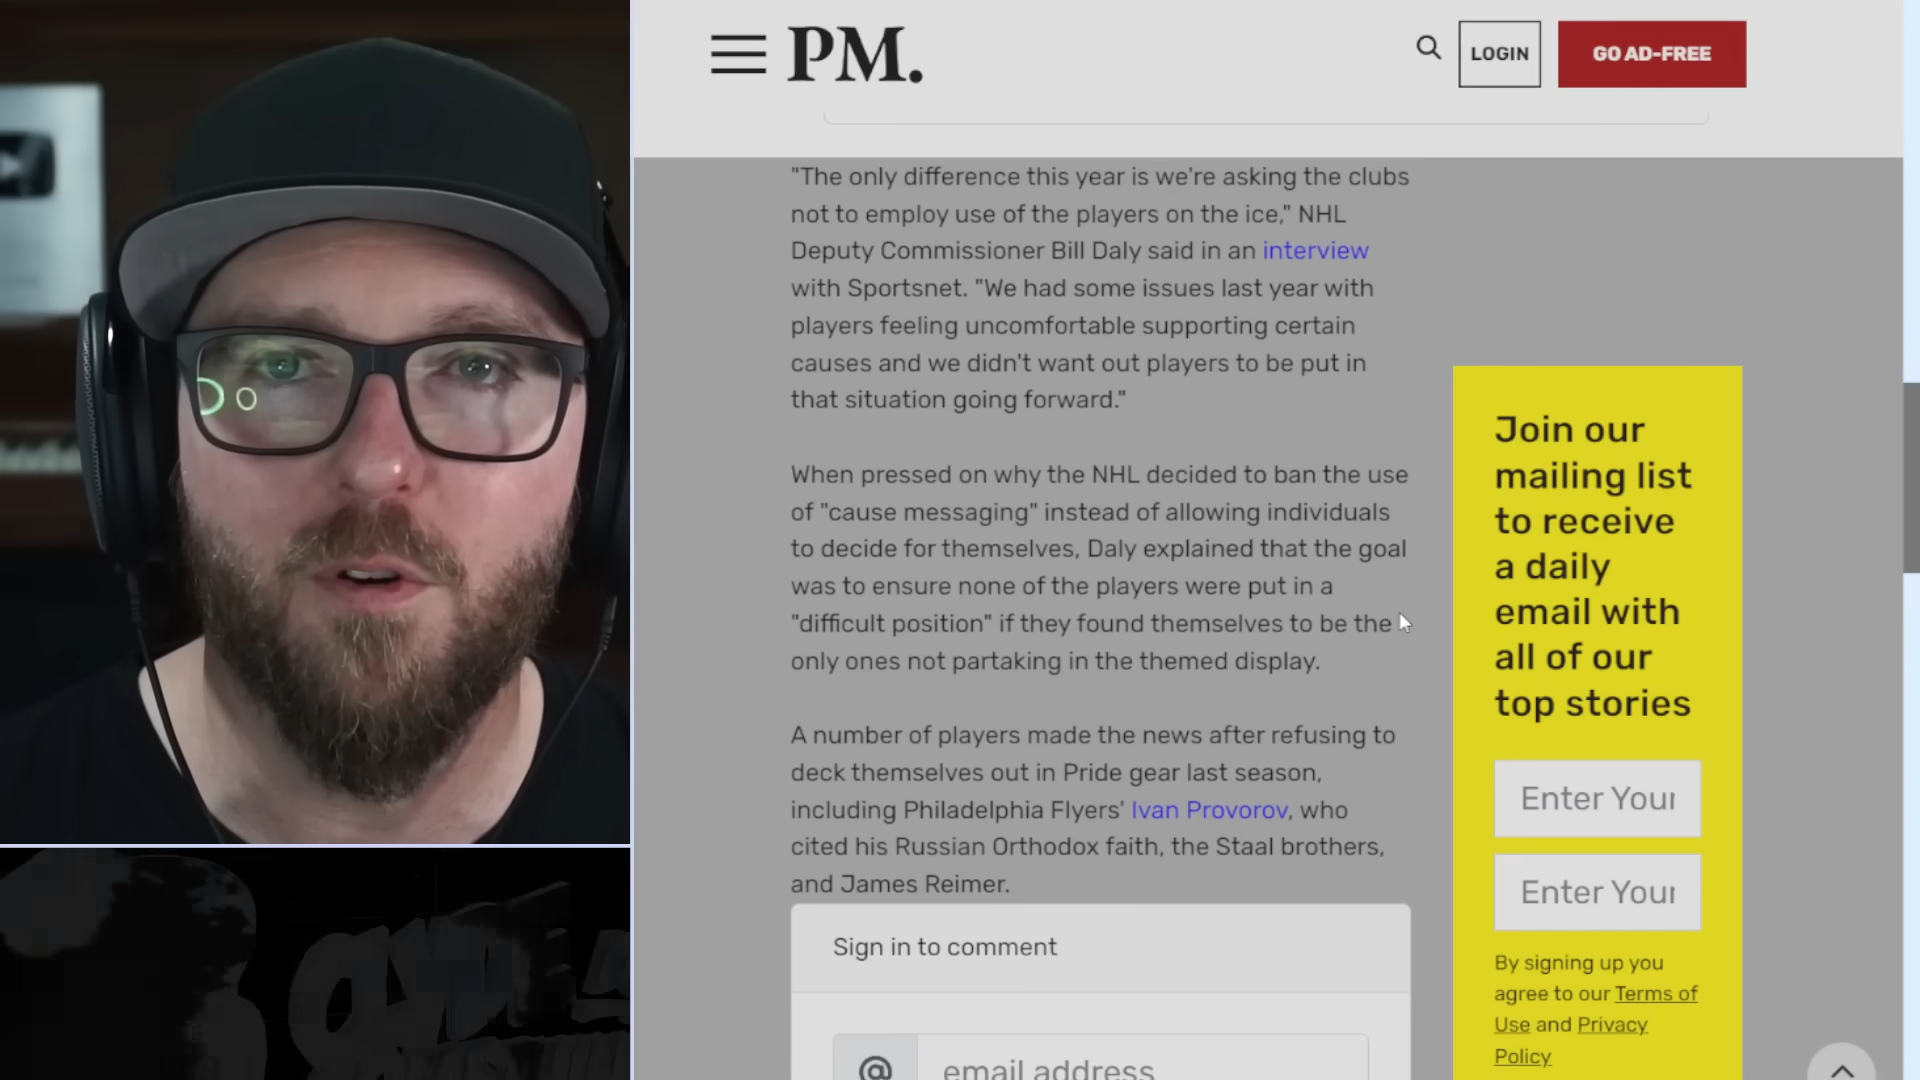 PM.
LOGIN
GO AD-FREE
"The only difference this year is we're asking the clubs
not to employ use of the players on the ice," NHL
Deputy Commissioner Bill Daly said in an interview
with Sportsnet. "We had some issues last year with
players feeling uncomfortable supporting certain
causes and we didn't want out players to be put in
that situation going forward."
When pressed on why the NHL decided to ban the use
of "cause messaging" instead of allowing individuals
to decide for themselves, Daly explained that the goal
was to ensure none of the players were put in a
"difficult position" if they found themselves to be the
only ones not partaking in the themed display.
A number of players made the news after refusing to
deck themselves out in Pride gear last season,
including Philadelphia Flyers' Ivan Provorov, who
cited his Russian Orthodox faith, the Staal brothers,
and James Reimer.
Sign in to comment
@ email address
Join our
mailing list
to receive
a daily
email with
all of our
top stories
Enter Your
Enter Your
By signing up you
agree to our Terms of
Use and Privacy
Policy